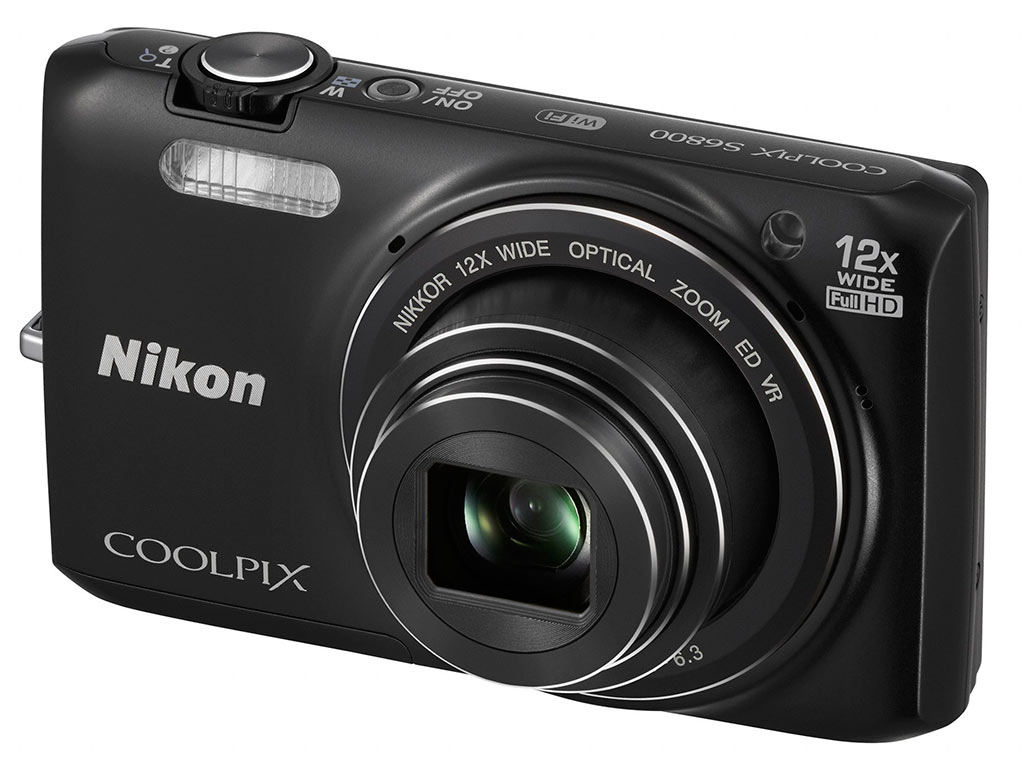 T Q
W
ON/
OFF
WiFi
COOLPIX S6800
NIKKOR 12X WIDE OPTICAL ZOOM ED VR
12x
WIDE
Full HD
Nikon
COOLPIX
6.3